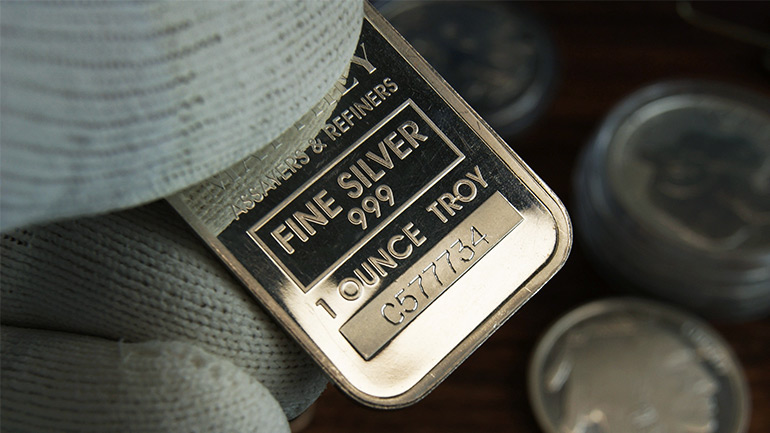 ASSAYERS & REFINERS
FINE SILVER
999
1 OUNCE TROY
C577734